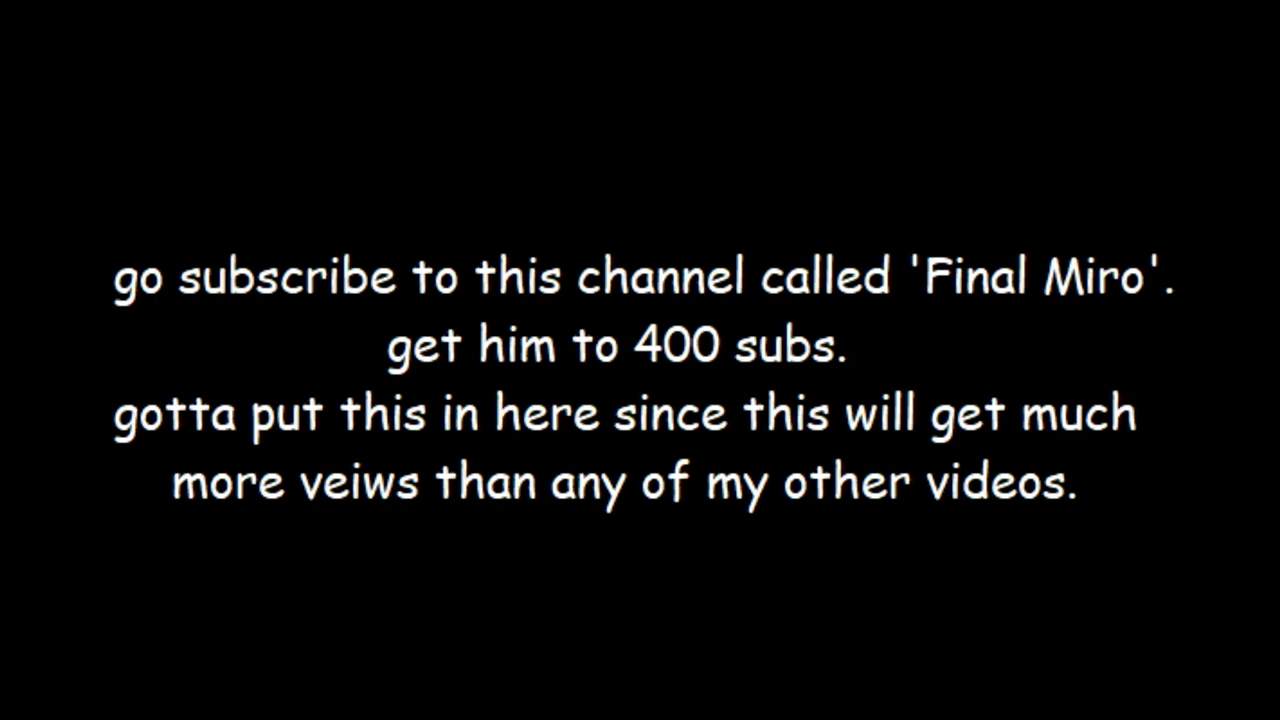 go subscribe to this channel called 'Final Miro'.
get him to 400 subs.
gotta put this in here since this will get much
more veiws than any of my other videos.